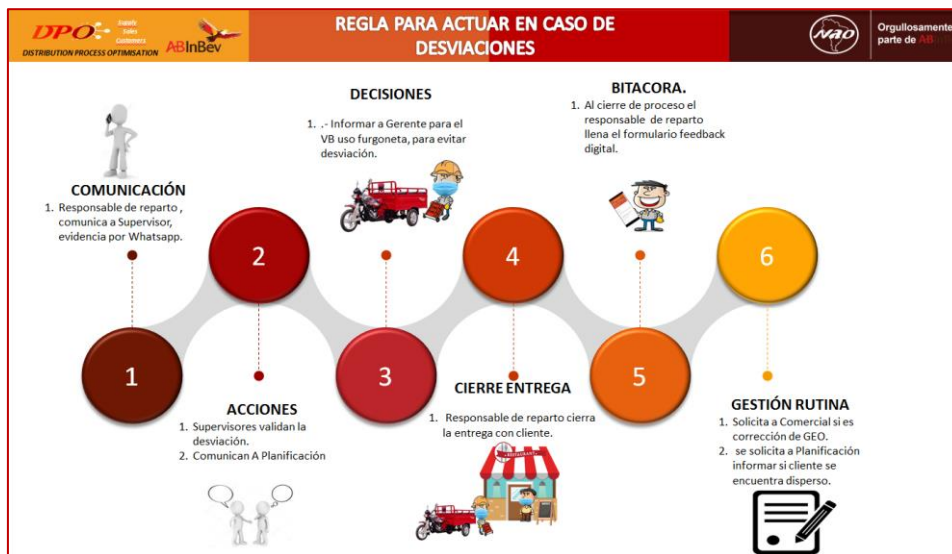 DPO
Supply
Sales
Customers
DISTRIBUTION PROCESS OPTIMISATION
ABInBev
REGLA PARA ACTUAR EN CASO DE
DESVIACIONES
NRO
Orgullosamente
parte de AB
COMUNICACIÓN
1. Responsable de reparto ,
comunica a Supervisor,
evidencia por Whatsapp.
DECISIONES
1. .- Informar a Gerente para el
VB uso furgoneta, para evitar
desviación.
BITACORA.
1. Al cierre de proceso el
responsable de reparto
llena el formulario feedback
digital.
2
4
6
1
3
5
ACCIONES
1. Supervisores validan la
desviación.
2. Comunican A Planificación
CIERRE ENTREGA
1. Responsable de reparto cierra
la entrega con cliente.
RESTAURANT
GESTIÓN RUTINA
1. Solicita a Comercial si es
corrección de GEO.
2. se solicita a Planificación
informar si cliente se
encuentra disperso.